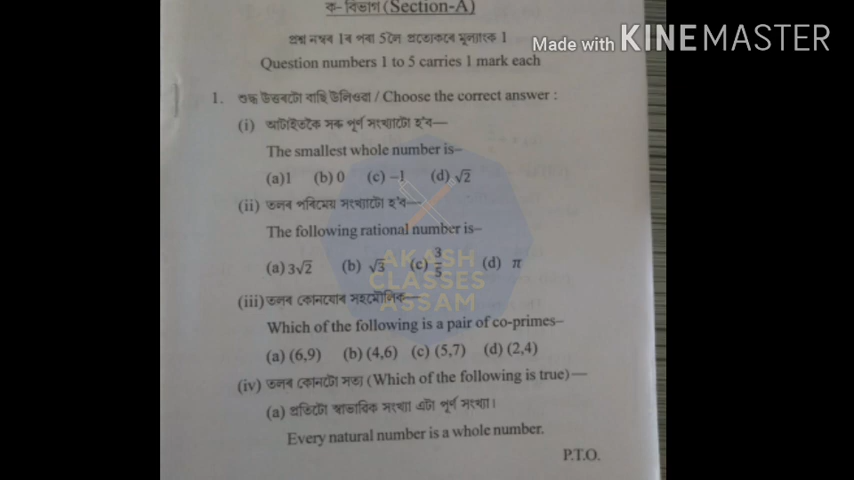 ক- বিভাগ (Section-A)
প্ৰশ্ন নম্বৰ 1ৰ পৰা 5লৈ প্ৰত্যেকৰে মূল্যাংক 1
Made with KINEMASTER
Question numbers 1 to 5 carries 1 mark each
1. শুদ্ধ উত্তৰটো বাছি উলিওৱা / Choose the correct answer :
(i) আটাইতকৈ সৰু পূৰ্ণ সংখ্যাটো হ'ব—
The smallest whole number is–
(a)1 (b) 0 (c) –1 (d) √2
(ii) তলৰ পৰিমেয় সংখ্যাটো হ'ব—
The following rational number is–
(a) 3√2 (b) √3 (c) 3/5 (d) π
AKASH
CLASSES
ASSAM
(iii) তলৰ কোনযোৰ সহমৌলিক—
Which of the following is a pair of co-primes–
(a) (6,9) (b) (4,6) (c) (5,7) (d) (2,4)
(iv) তলৰ কোনটো সত্য (Which of the following is true)—
(a) প্ৰতিটো স্বাভাৱিক সংখ্যা এটা পূৰ্ণ সংখ্যা।
Every natural number is a whole number.
P.T.O.